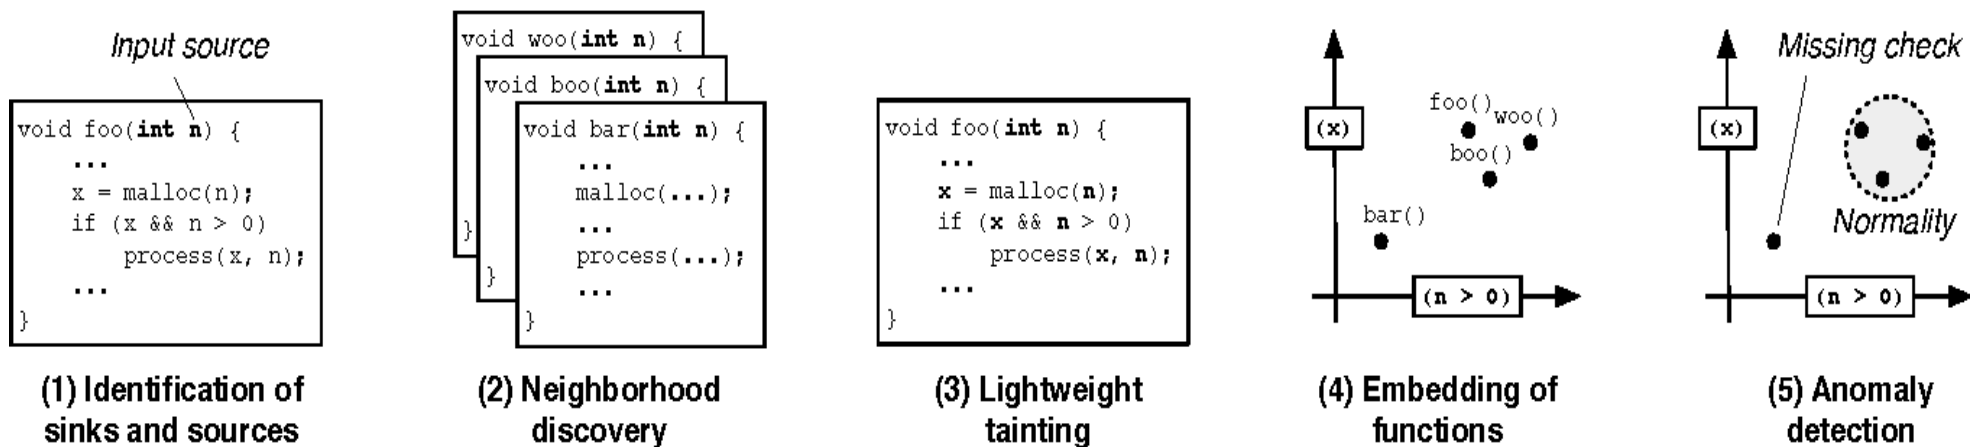 Input source
void foo(int n) {
...
x = malloc(n);
if (x && n > 0)
process(x, n);
...
}
(1) Identification of
sinks and sources
void woo(int n) {
}
void boo(int n) {
}
void bar(int n) {
...
malloc(...);
...
process(...);
...
}
(2) Neighborhood
discovery
void foo(int n) {
...
x = malloc(n);
if (x && n > 0)
process(x, n);
...
}
(3) Lightweight
tainting
(x)
foo()
woo()
boo()
bar()
(n > 0)
(4) Embedding of
functions
Missing check
(x)
Normality
(n > 0)
(5) Anomaly
detection